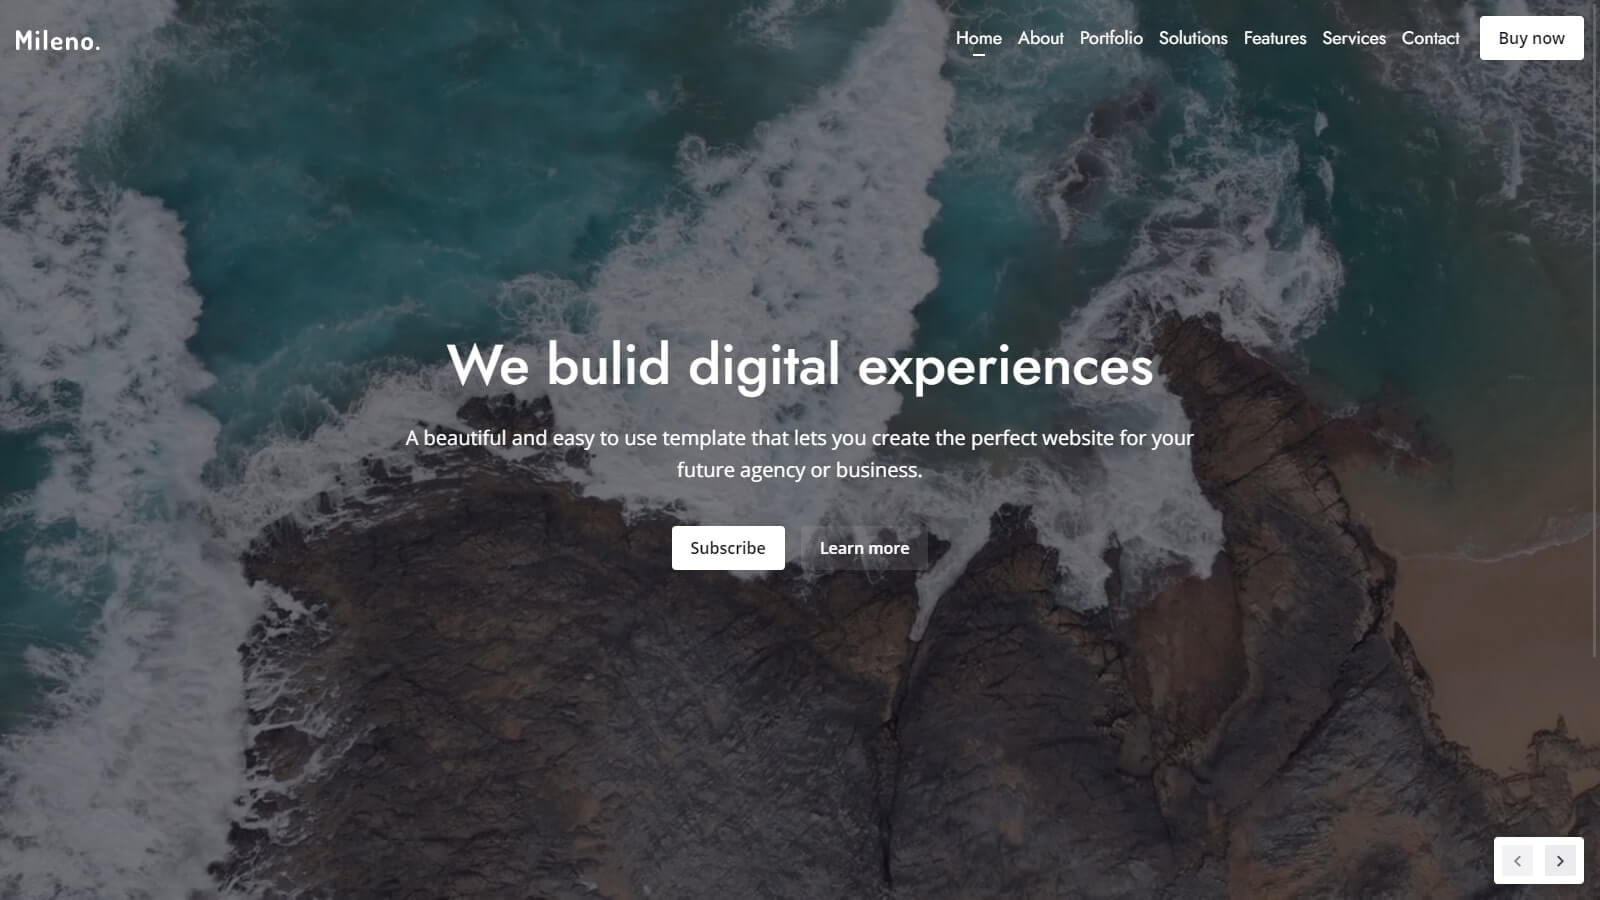 Mileno.
Home About Portfolio Solutions Features Services Contact Buy now
We bulid digital experiences
A beautiful and easy to use template that lets you create the perfect website for your
future agency or business.
Subscribe Learn more